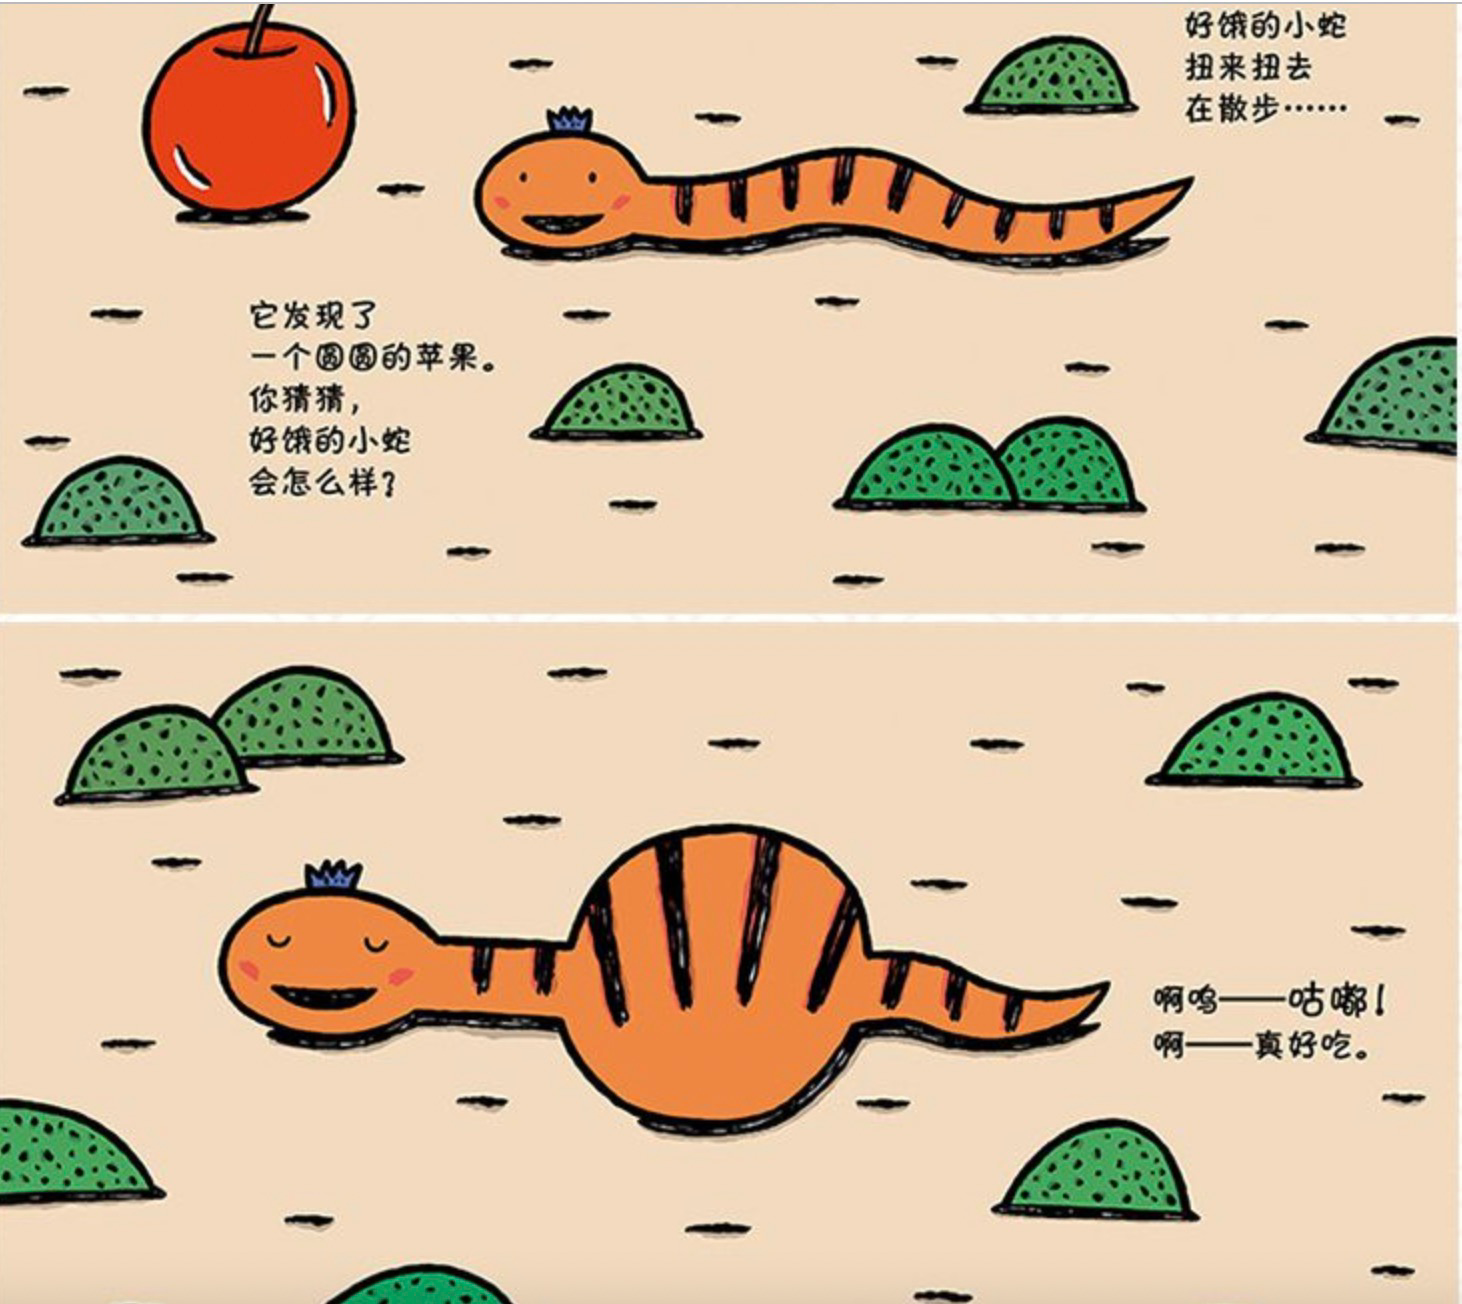 好饿的小蛇
扭来扭去
在散步……
它发现了
一个圆圆的苹果。
你猜猜，
好饿的小蛇
会怎么样？
啊呜——咕嘟！
啊——真好吃。